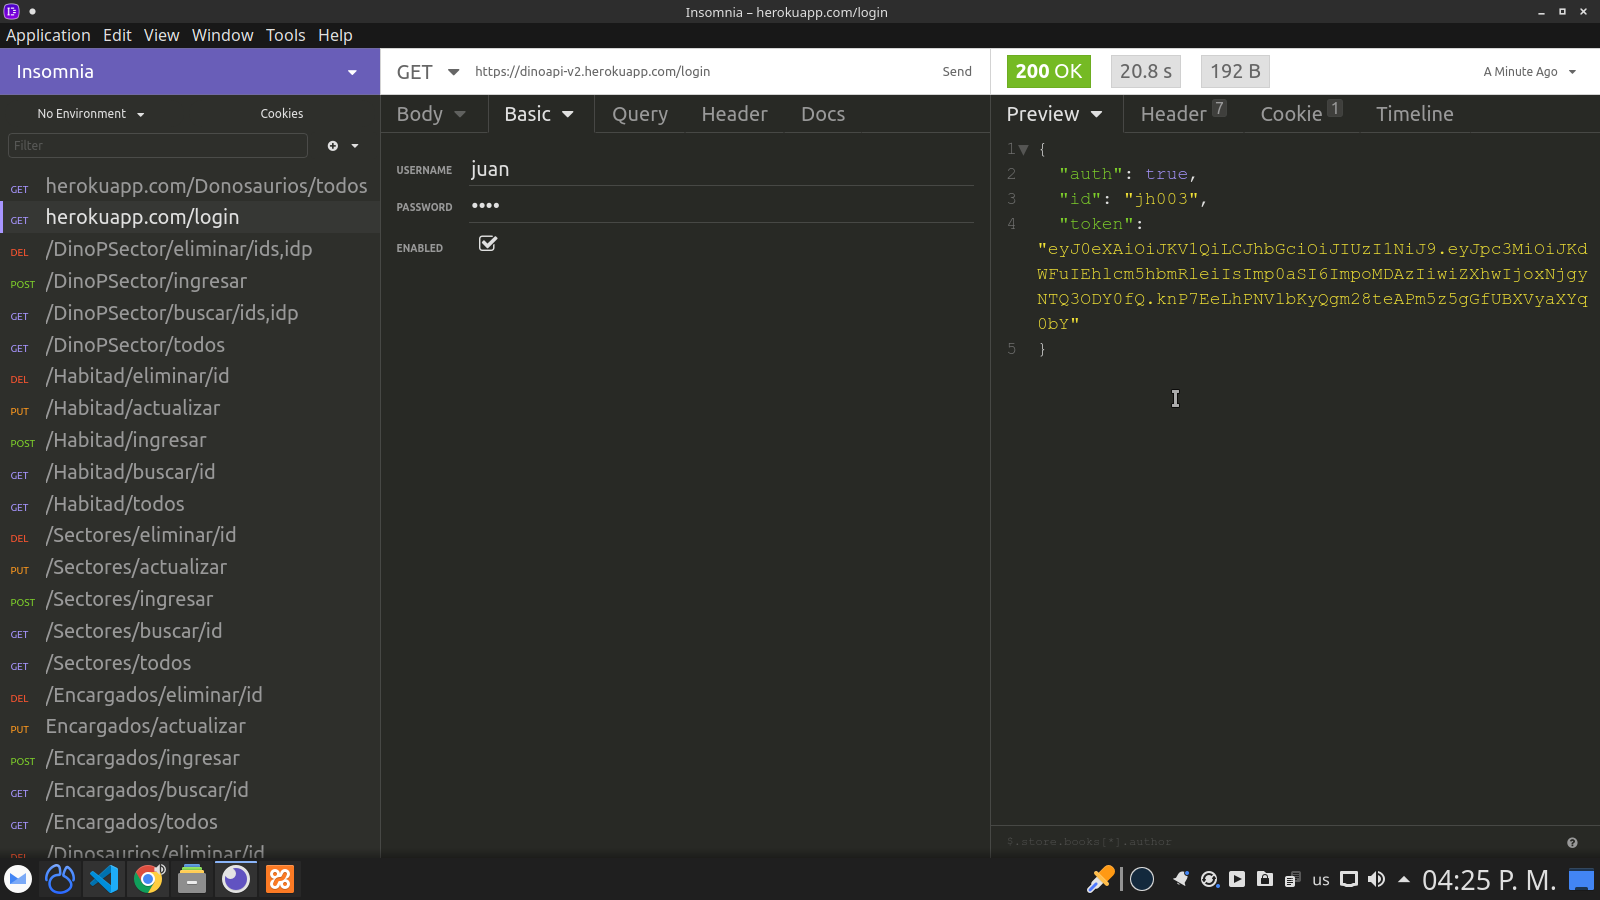 Insomnia – herokuapp.com/login
Application Edit View Window Tools Help
Insomnia
GET https://dinoapi-v2.herokuapp.com/login Send
200 OK 20.8 s 192 B A Minute Ago
No Environment Cookies
Filter
Body Basic Query Header Docs
Preview Header 7 Cookie 1 Timeline
GET herokuapp.com/Donosaurios/todos
GET herokuapp.com/login
DEL /DinoPSector/eliminar/ids,idp
POST /DinoPSector/ingresar
GET /DinoPSector/buscar/ids,idp
GET /DinoPSector/todos
DEL /Habitad/eliminar/id
PUT /Habitad/actualizar
POST /Habitad/ingresar
GET /Habitad/buscar/id
GET /Habitad/todos
DEL /Sectores/eliminar/id
PUT /Sectores/actualizar
POST /Sectores/ingresar
GET /Sectores/buscar/id
GET /Sectores/todos
DEL /Encargados/eliminar/id
PUT Encargados/actualizar
POST /Encargados/ingresar
GET /Encargados/buscar/id
GET /Encargados/todos
DEL /Dinosaurios/eliminar/id
USERNAME juan
PASSWORD ••••
ENABLED
1 {
2 "auth": true,
3 "id": "jh003",
4 "token":
"eyJ0eXAiOiJKV1QiLCJhbGciOiJIUzI1NiJ9.eyJpc3MiOiJKd
WFuIEhlcm5hbmRleiIsImp0aSI6ImpoMDAzIiwiZXhwIjoxNjgy
NTQ3ODY0fQ.knP7EeLhPNVlbKyQgm28teAPm5z5gGfUBXVyaXYq
0bY"
5 }
$.store.books[*].author
us 04:25 P. M.